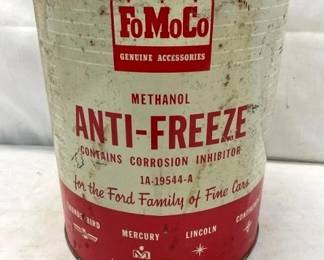 FoMoCo
GENUINE ACCESSORIES
METHANOL
ANTI-FREEZE
CONTAINS CORROSION INHIBITOR
1A-19544-A
for the Ford Family of Fine Cars
MERCURY LINCOLN
M